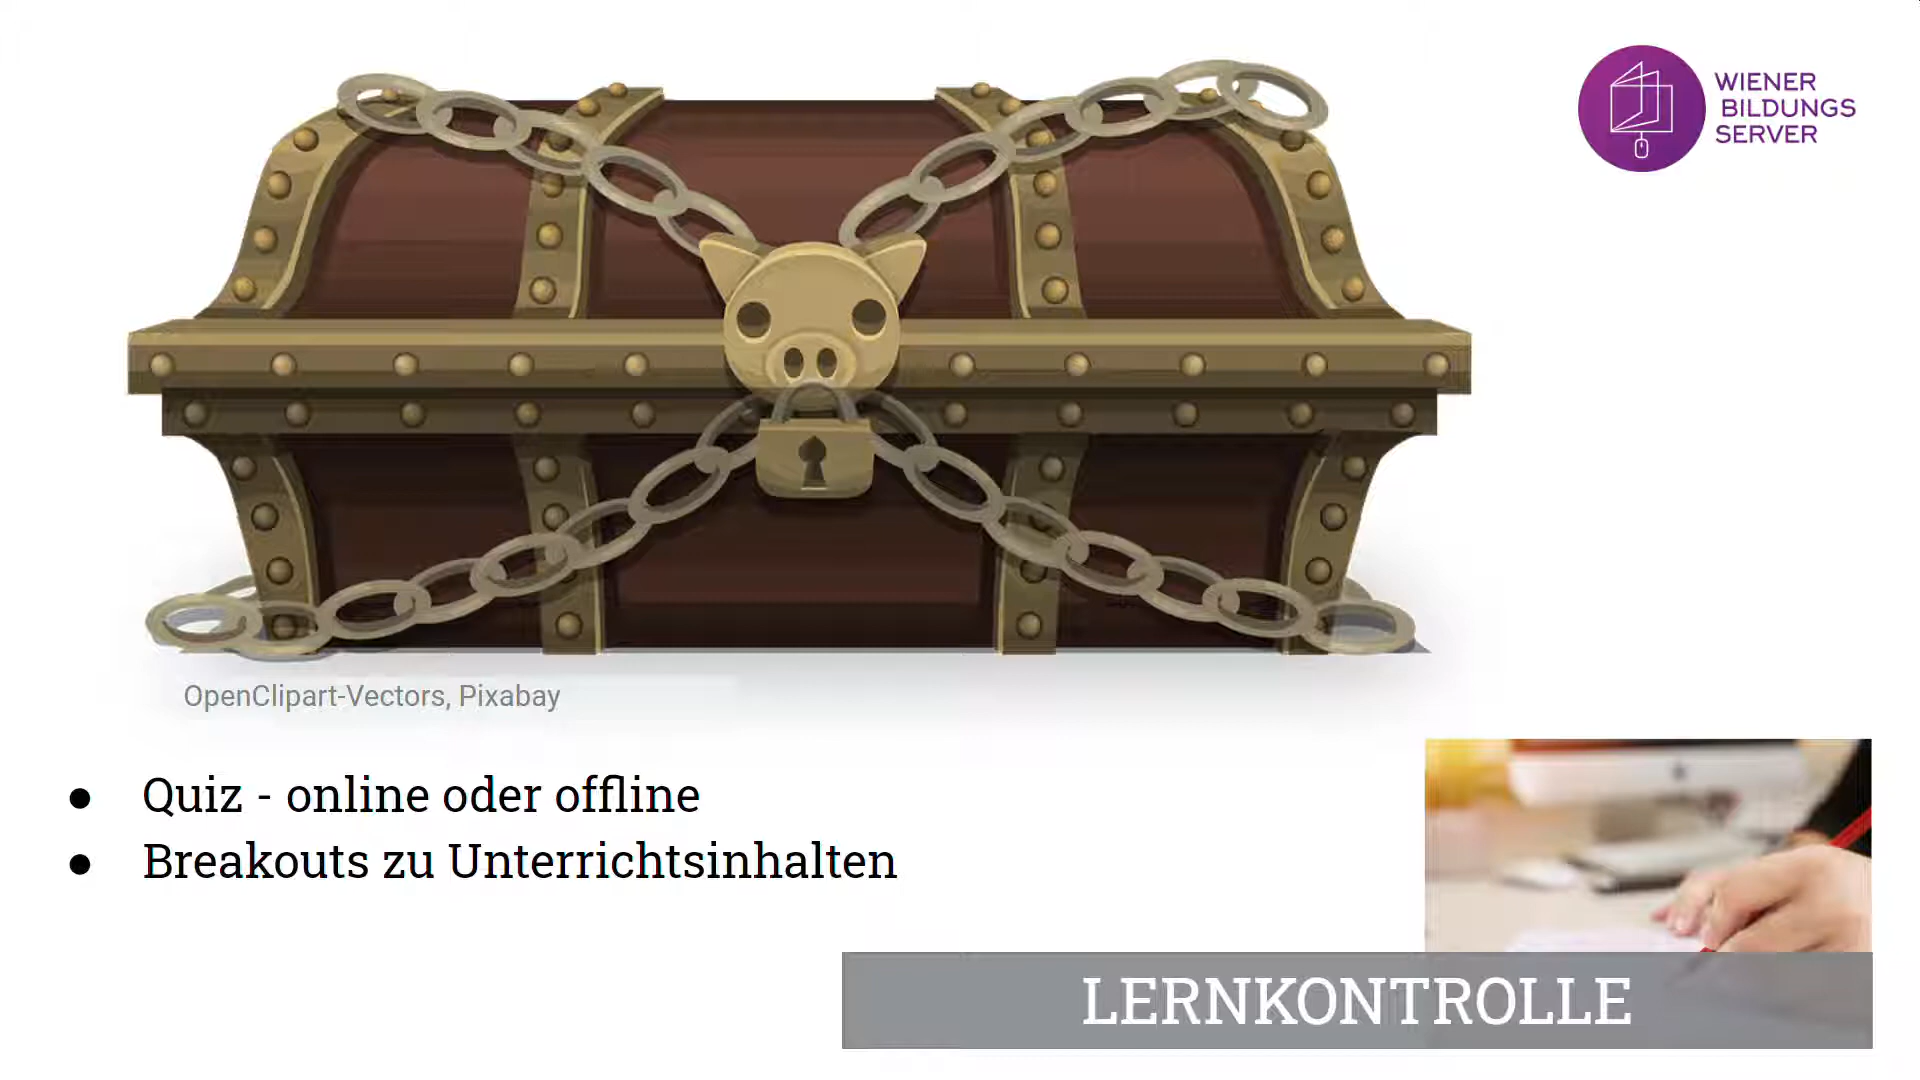 WIENER
BILDUNGS
SERVER
OpenClipart-Vectors, Pixabay
● Quiz - online oder offline
● Breakouts zu Unterrichtsinhalten
LERNKONTROLLE